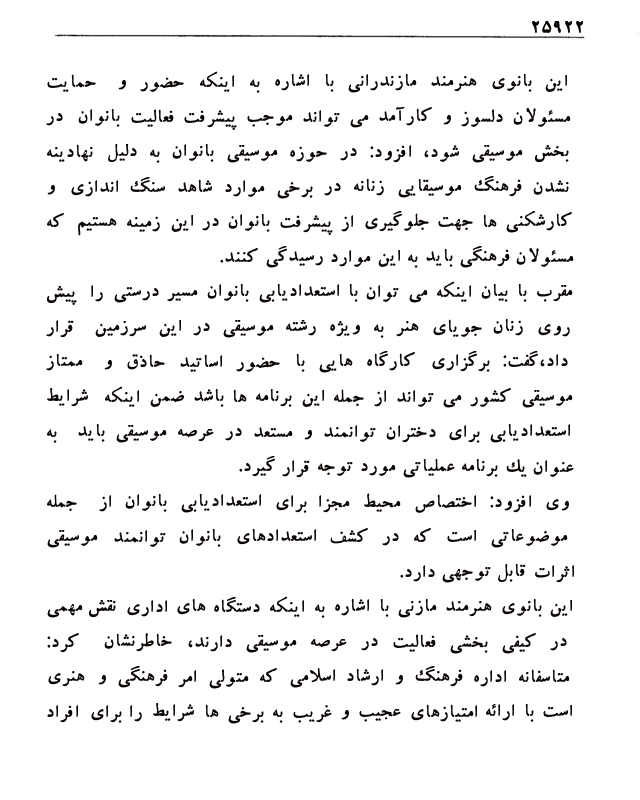 ۲۵۹۲۲
این بانوی هنرمند مازندرانی با اشاره به اینکه حضور و حمایت
مسئولان دلسوز و کارآمد می تواند موجب پیشرفت فعالیت بانوان در
بخش موسیقی شود، افزود: در حوزه موسیقی بانوان به دلیل نهادینه
نشدن فرهنگ موسیقایی زنانه در برخی موارد شاهد سنگ اندازی و
کارشکنی ها جهت جلوگیری از پیشرفت بانوان در این زمینه هستیم که
مسئولان فرهنگی باید به این موارد رسیدگی کنند.
مقرب با بیان اینکه می توان با استعدادیابی بانوان مسیر درستی را پیش
روی زنان جویای هنر به ویژه رشته موسیقی در این سرزمین قرار
داد،گفت: برگزاری کارگاه هایی با حضور اساتید حاذق و ممتاز
موسیقی کشور می تواند از جمله این برنامه ها باشد ضمن اینکه شرایط
استعدادیابی برای دختران توانمند و مستعد در عرصه موسیقی باید به
عنوان یك برنامه عملیاتی مورد توجه قرار گیرد.
وی افزود: اختصاص محیط مجزا برای استعدادیابی بانوان از جمله
موضوعاتی است که در کشف استعدادهای بانوان توانمند موسیقی
اثرات قابل توجهی دارد.
این بانوی هنرمند مازنی با اشاره به اینکه دستگاه های اداری نقش مهمی
در کیفی بخشی فعالیت در عرصه موسیقی دارند، خاطرنشان کرد:
متاسفانه اداره فرهنگ و ارشاد اسلامی که متولی امر فرهنگی و هنری
است با ارائه امتیازهای عجیب و غریب به برخی ها شرایط را برای افراد